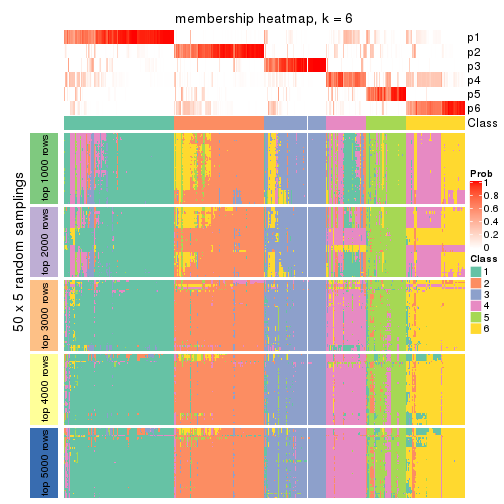 membership heatmap, k = 6
p1
p2
p3
p4
p5
p6
Class
50 x 5 random samplings
top 1000 rows
top 2000 rows
top 3000 rows
top 4000 rows
top 5000 rows
Prob
1
0.8
0.6
0.4
0.2
0
Class
1
2
3
4
5
6